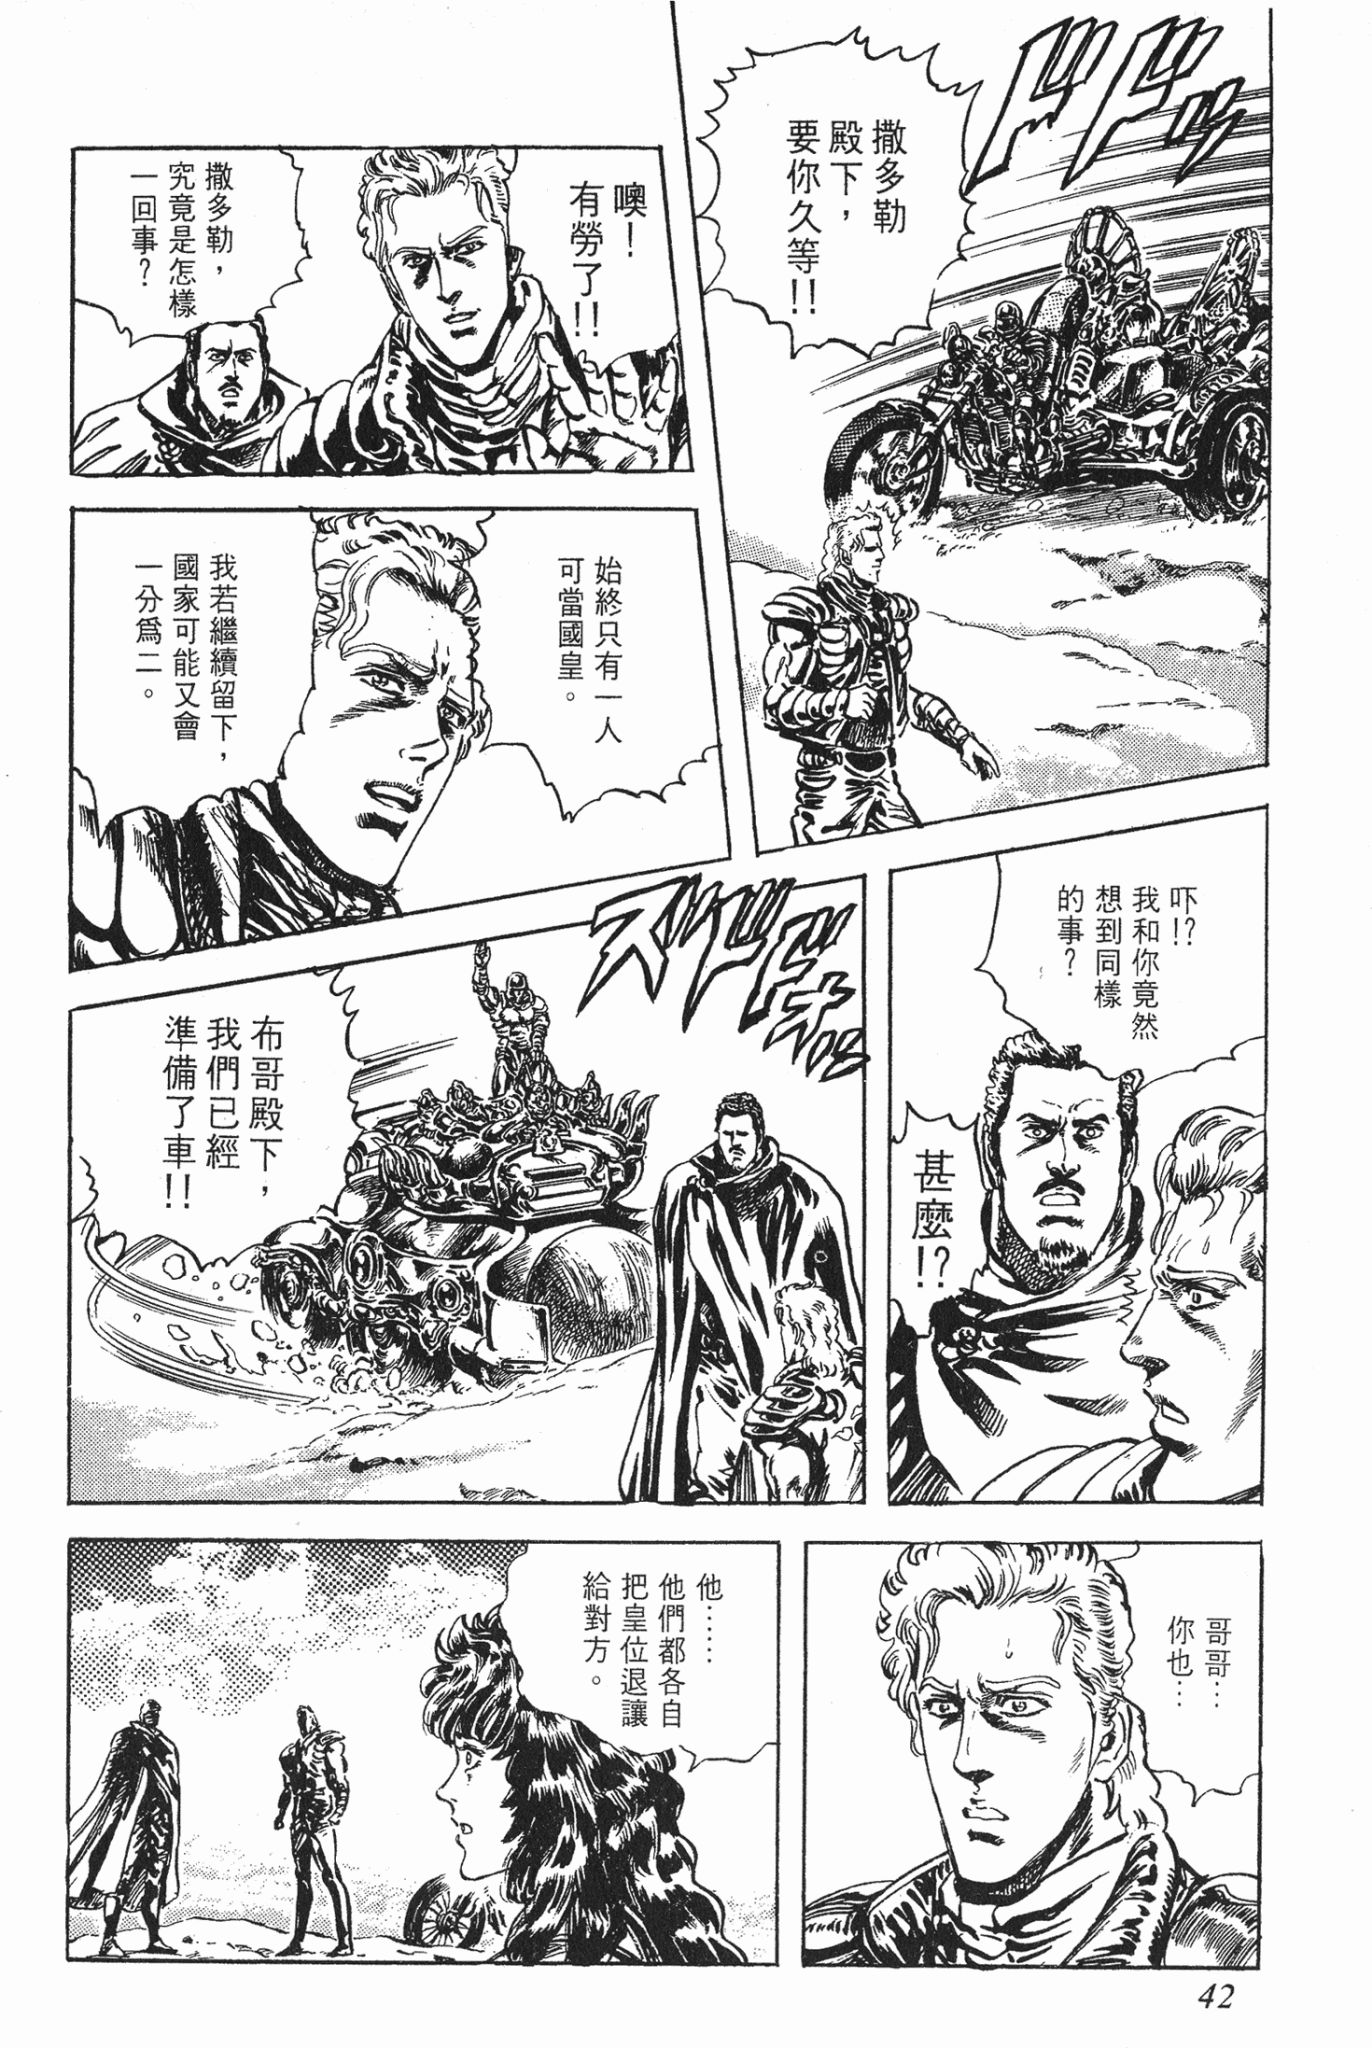 ドドドッ
撒多勒
殿下，
要你久等！！
噢！
有勞了！！
撒多勒，
究竟是怎樣
一回事？
始終只有一人
可當國皇。
我若繼續留下，
國家可能又會
一分爲二。
吓！？
我和你竟然
想到同樣
的事？
甚麼！？
布哥殿下，
我們已經
準備了車！！
哥哥…
你也…
他……
他們都各自
把皇位退讓
給對方。
42